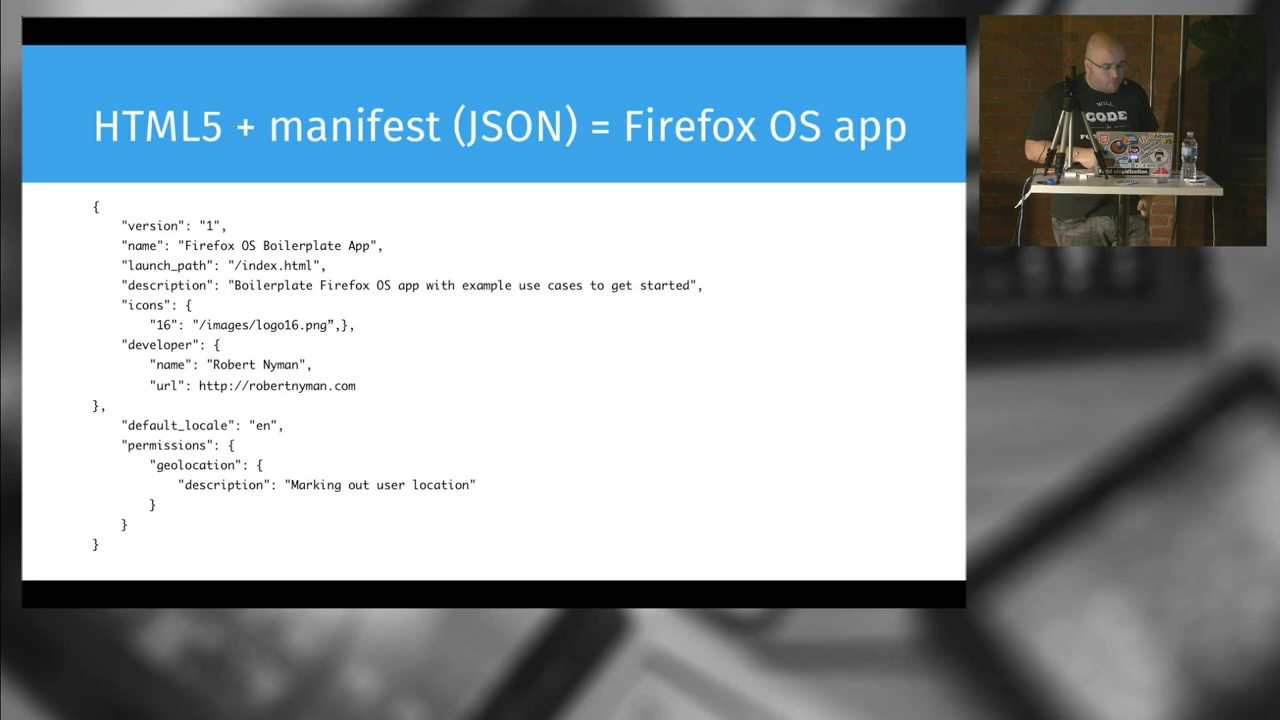 HTML5 + manifest (JSON) = Firefox OS app
{
"version": "1",
"name": "Firefox OS Boilerplate App",
"launch_path": "/index.html",
"description": "Boilerplate Firefox OS app with example use cases to get started",
"icons": {
"16": "/images/logo16.png”,},
"developer": {
"name": "Robert Nyman",
"url": http://robertnyman.com
},
"default_locale": "en",
"permissions": {
"geolocation": {
"description": "Marking out user location"
}
}
}
WILL
CODE